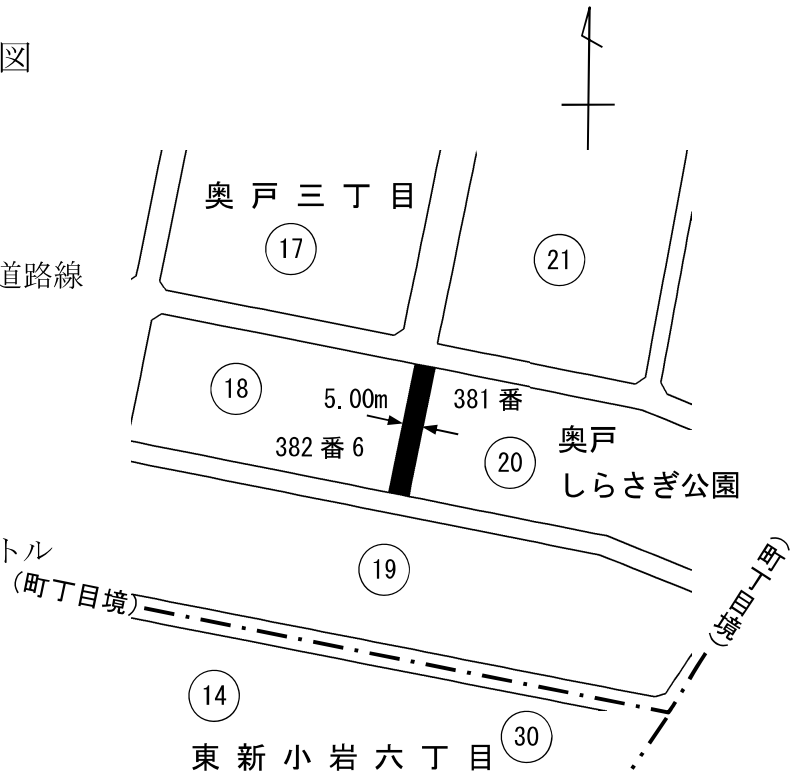 図
奥戸三丁目
17
21
道路線
18
5.00m
381番
382番6
20
奥戸
しらさぎ公園
トル
19
(町丁目境)
(町丁目境)
14
30
東新小岩六丁目